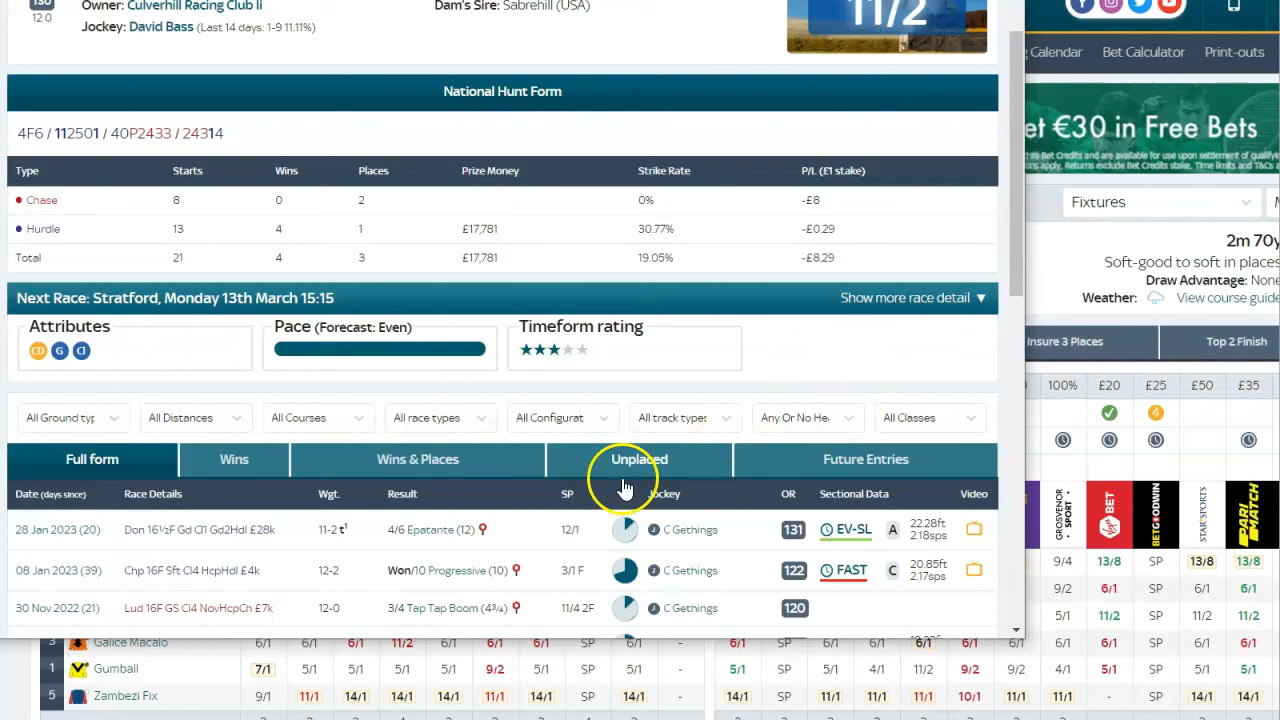 130
12 0
Owner: Culverhill Racing Club Ii
Jockey: David Bass (Last 14 days: 1-9 11.11%)
Dam's Sire: Sabrehill (USA)
11/2
National Hunt Form
4F6 / 112501 / 40P2433 / 24314
Type Starts Wins Places Prize Money Strike Rate P/L (£1 stake)
Chase 8 0 2 0% -£8
Hurdle 13 4 1 £17,781 30.77% -£0.29
Total 21 4 3 £17,781 19.05% -£8.29
Next Race: Stratford, Monday 13th March 15:15 Show more race detail ▼
Attributes Pace (Forecast: Even) Timeform rating
CD G Cl
All Ground typ All Distances All Courses All race types All Configurat All track types Any Or No He All Classes
Full form Wins Wins & Places Unplaced Future Entries
Date (days since) Race Details Wgt. Result SP Jockey OR Sectional Data Video
28 Jan 2023 (20) Don 16½F Gd Cl1 Gd2Hdl £28k 11-2 t¹ 4/6 Epatante (12) 12/1 C Gethings 131 EV-SL A 22.28ft 2.18sps
08 Jan 2023 (39) Chp 16F Sft Cl4 HcpHdl £4k 12-2 Won/10 Progressive (10) 3/1 F C Gethings 122 FAST C 20.85ft 2.17sps
30 Nov 2022 (21) Lud 16F GS Cl4 NovHcpCh £7k 12-0 3/4 Tap Tap Boom (4¾) 11/4 2F C Gethings 120
Calendar Bet Calculator Print-outs
et €30 in Free Bets
Fixtures
2m 70y
Soft-good to soft in places
Draw Advantage: None
Weather: View course guide
Insure 3 Places Top 2 Finish
100% £20 £25 £50 £35
4
GROSVENOR SPORT BET BETGOODWIN STARSPORTS PARIMATCH
9/4 13/8 SP 13/8 13/8
9/2 6/1 SP 6/1 6/1
5/1 11/2 SP 11/2 11/2
3 Galice Macalo 6/1 6/1 11/2 6/1 6/1 6/1 SP 6/1 - 6/1 SP 6/1 6/1 6/1 6/1 6/1 6/1 6/1 SP 6/1 6/1
1 Gumball 7/1 5/1 5/1 5/1 5/1 9/2 5/1 SP 5/1 - 5/1 SP 5/1 4/1 11/2 9/2 9/2 4/1 5/1 SP 5/1 5/1
5 Zambezi Fix 9/1 11/1 14/1 14/1 11/1 14/1 SP 14/1 - 14/1 SP 11/1 11/1 11/1 10/1 11/1 11/1 - SP 14/1 14/1